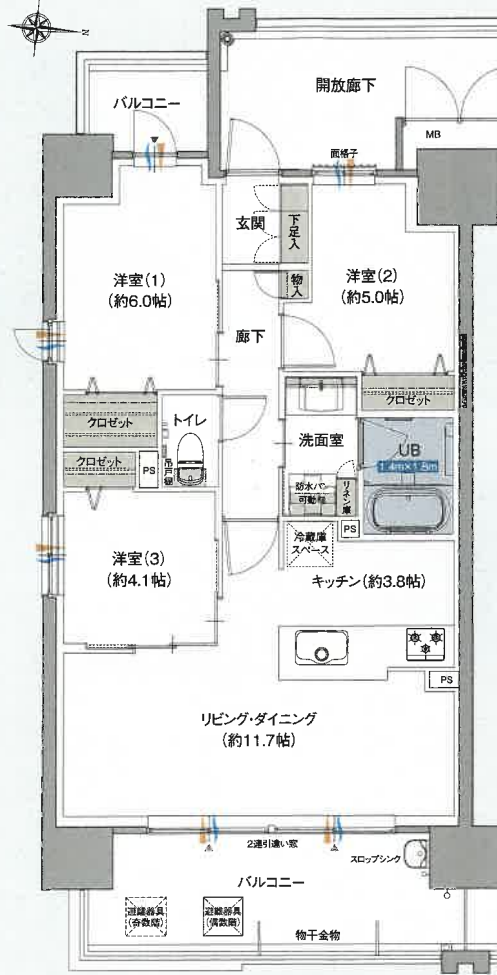 N
バルコニー
開放廊下
MB
面格子
玄関
下足入
物入
洋室(1)
(約6.0帖)
洋室(2)
(約5.0帖)
廊下
クロゼット
トイレ
クロゼット
クロゼット
PS
吊戸棚
洗面室
UB
1.4m×1.8m
防水パン
可動棚
リネン庫
PS
冷蔵庫
スペース
洋室(3)
(約4.1帖)
キッチン(約3.8帖)
PS
リビング・ダイニング
(約11.7帖)
2連引違い窓
スロップシンク
バルコニー
避難器具
(奇数階)
避難器具
(偶数階)
物干金物